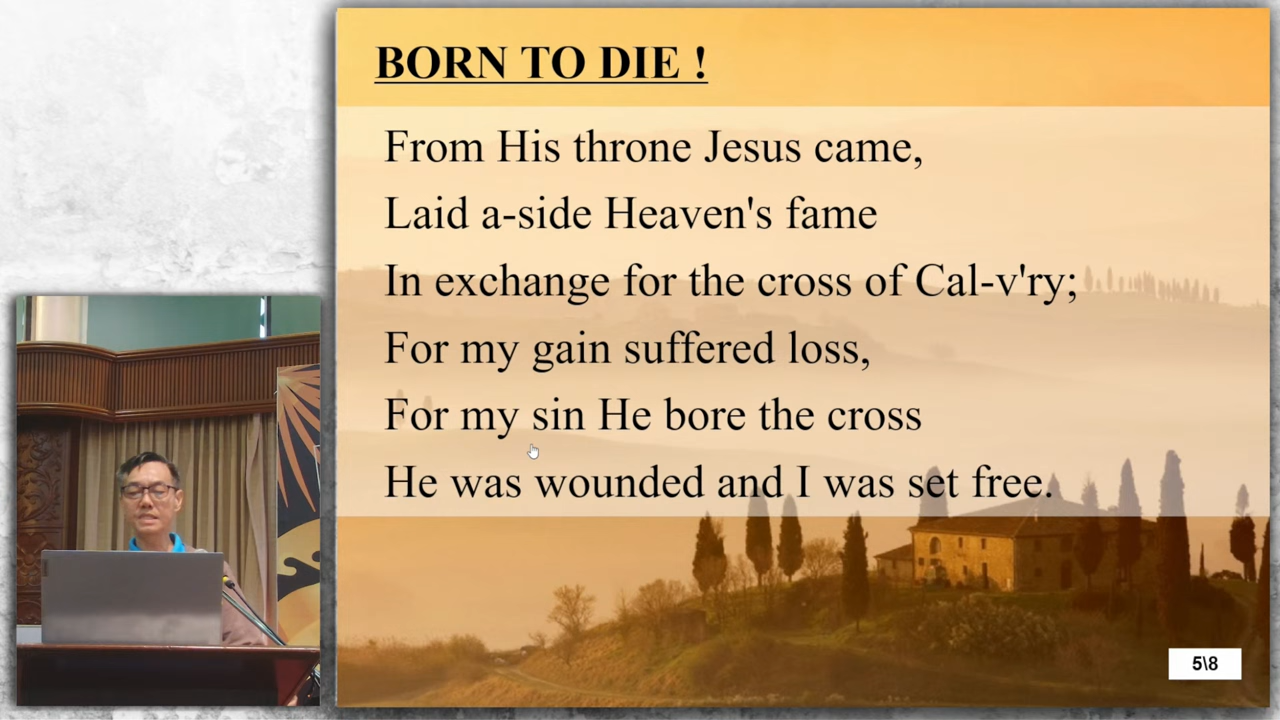 BORN TO DIE !
From His throne Jesus came,
Laid a-side Heaven's fame
In exchange for the cross of Cal-v'ry;
For my gain suffered loss,
For my sin He bore the cross
He was wounded and I was set free.
5\8